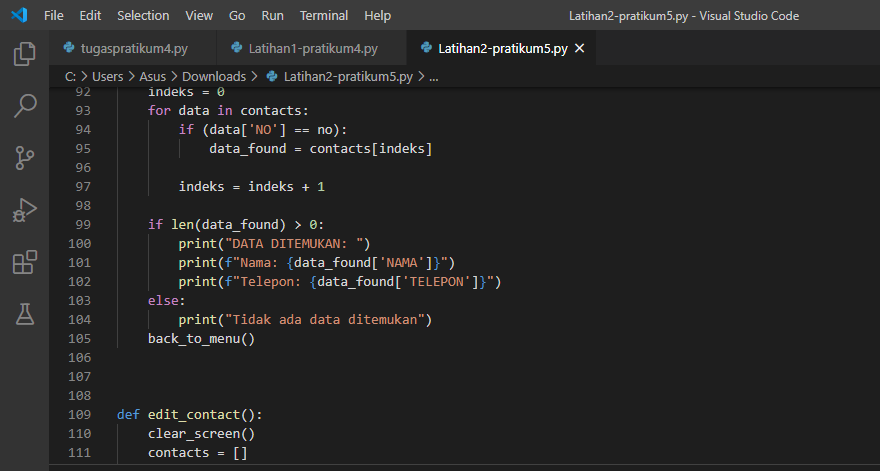 File Edit Selection View Go Run Terminal Help Latihan2-pratikum5.py - Visual Studio Code
tugaspratikum4.py Latihan1-pratikum4.py Latihan2-pratikum5.py
C: > Users > Asus > Downloads > Latihan2-pratikum5.py > ...
92 indeks = 0
93 for data in contacts:
94 if (data['NO'] == no):
95 data_found = contacts[indeks]
96
97 indeks = indeks + 1
98
99 if len(data_found) > 0:
100 print("DATA DITEMUKAN: ")
101 print(f"Nama: {data_found['NAMA']}")
102 print(f"Telepon: {data_found['TELEPON']}")
103 else:
104 print("Tidak ada data ditemukan")
105 back_to_menu()
106
107
108
109 def edit_contact():
110 clear_screen()
111 contacts = []